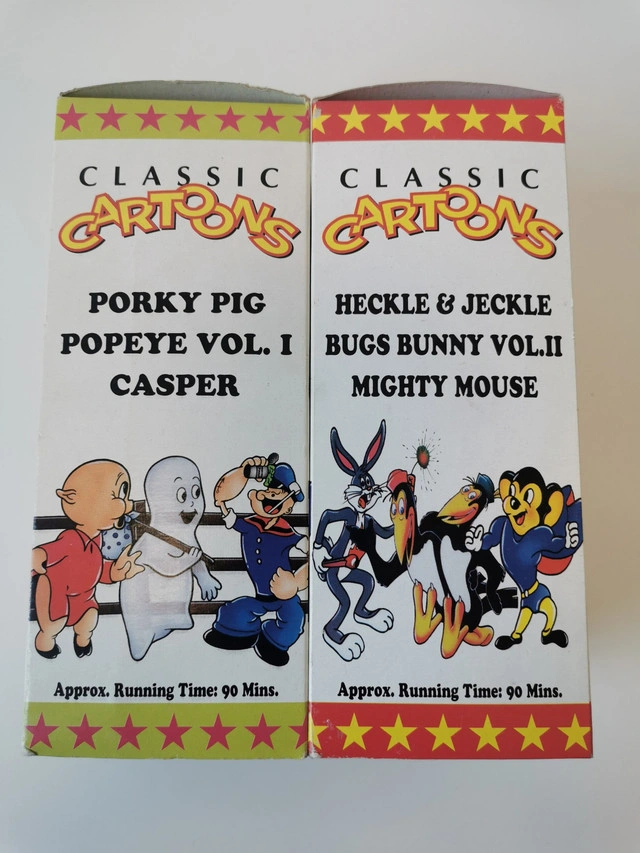 CLASSIC
CARTOONS
PORKY PIG
POPEYE VOL. I
CASPER
Approx. Running Time: 90 Mins.
CLASSIC
CARTOONS
HECKLE & JECKLE
BUGS BUNNY VOL.II
MIGHTY MOUSE
Approx. Running Time: 90 Mins.